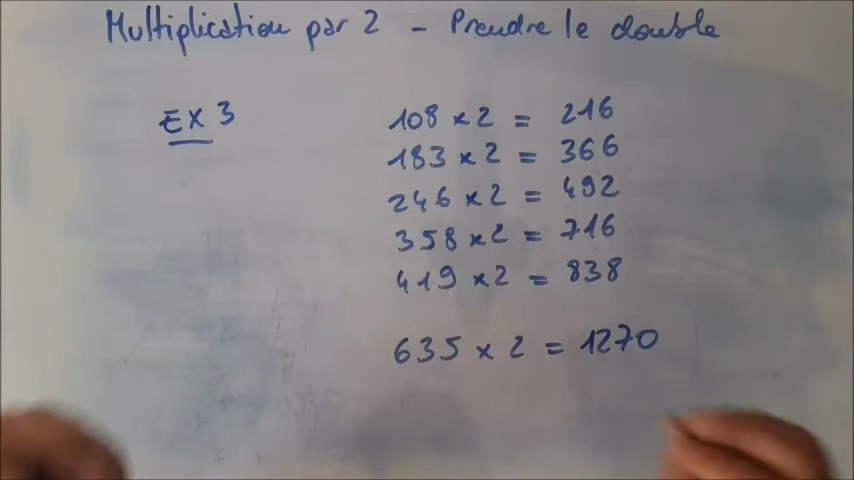 Multiplication par 2 - Prendre le double
EX 3
108 x 2 = 216
183 x 2 = 366
246 x 2 = 492
358 x 2 = 716
419 x 2 = 838
635 x 2 = 1270